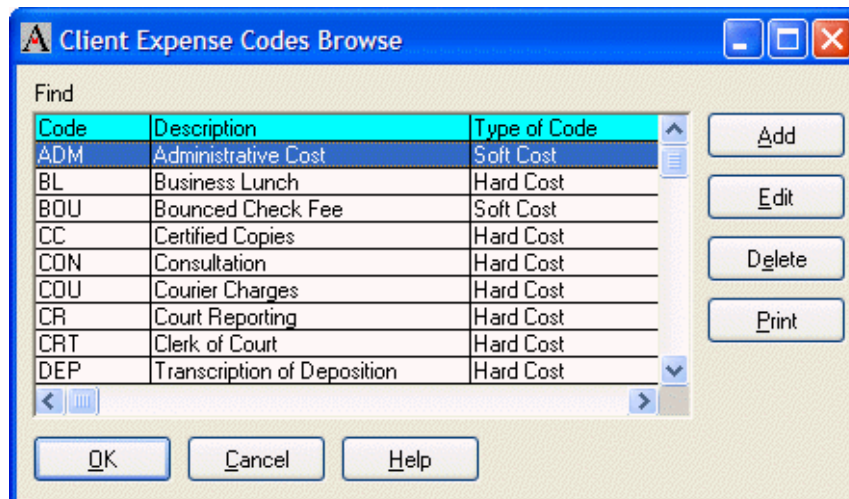 A Client Expense Codes Browse
Find
Code Description Type of Code
ADM Administrative Cost Soft Cost
BL Business Lunch Hard Cost
BOU Bounced Check Fee Soft Cost
CC Certified Copies Hard Cost
CON Consultation Hard Cost
COU Courier Charges Hard Cost
CR Court Reporting Hard Cost
CRT Clerk of Court Hard Cost
DEP Transcription of Deposition Hard Cost
Add
Edit
Delete
Print
OK Cancel Help